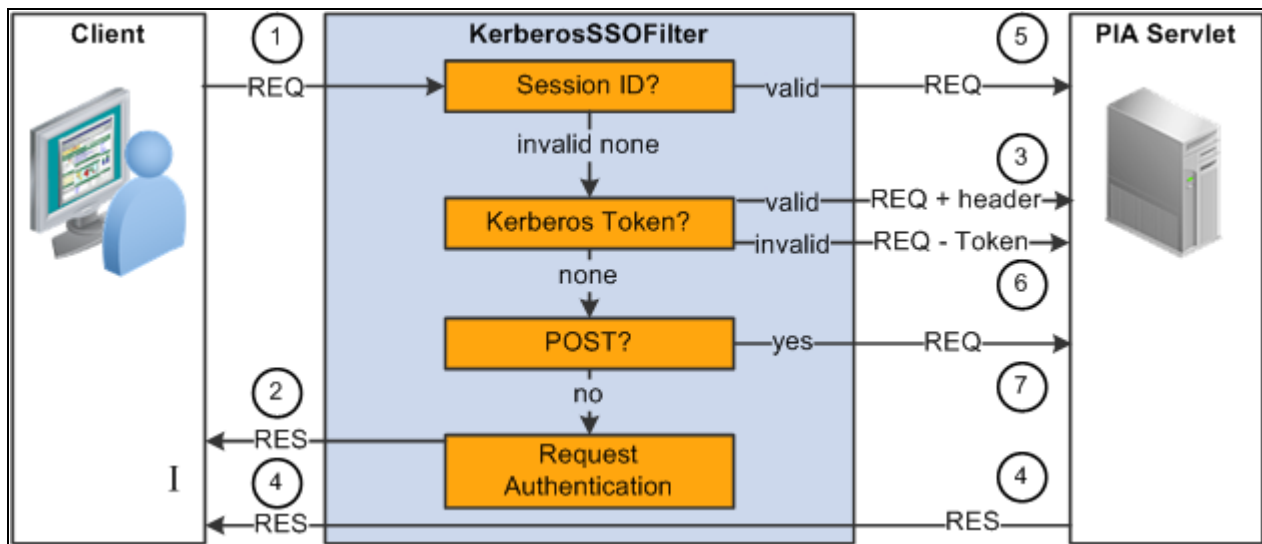 Client
1
KerberosSSOFilter
5
PIA Servlet
REQ
Session ID?
valid
REQ
invalid none
3
Kerberos Token?
valid
REQ + header
invalid
REQ - Token
none
6
POST?
yes
REQ
no
2
7
RES
Request
Authentication
I
4
4
RES
RES